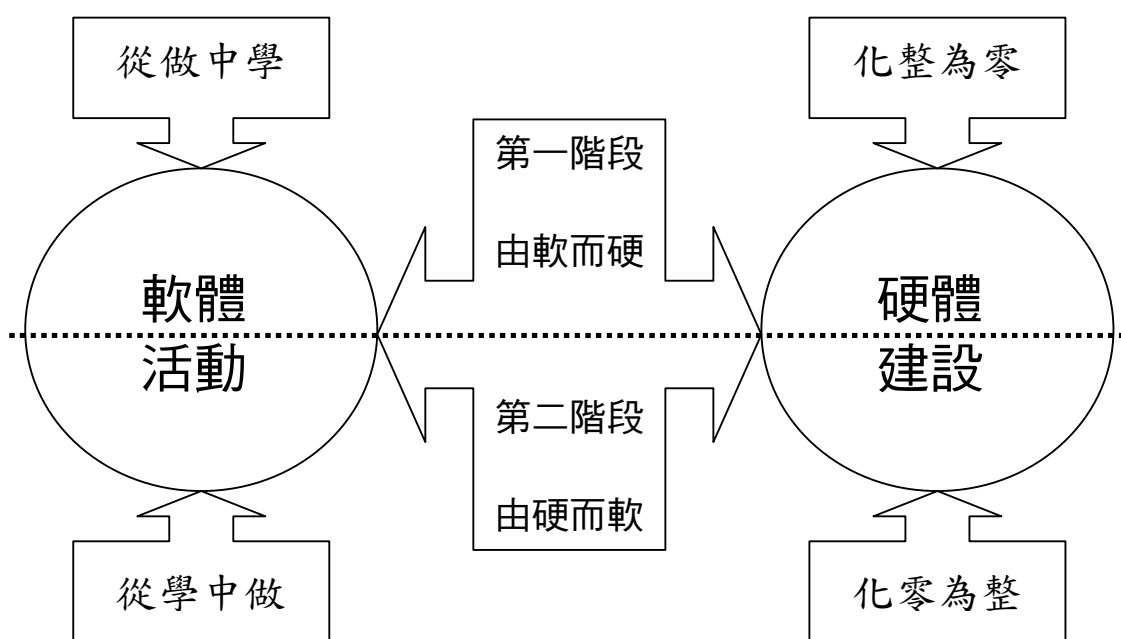 從做中學
化整為零
第一階段
由軟而硬
軟體
活動
硬體
建設
第二階段
由硬而軟
從學中做
化零為整